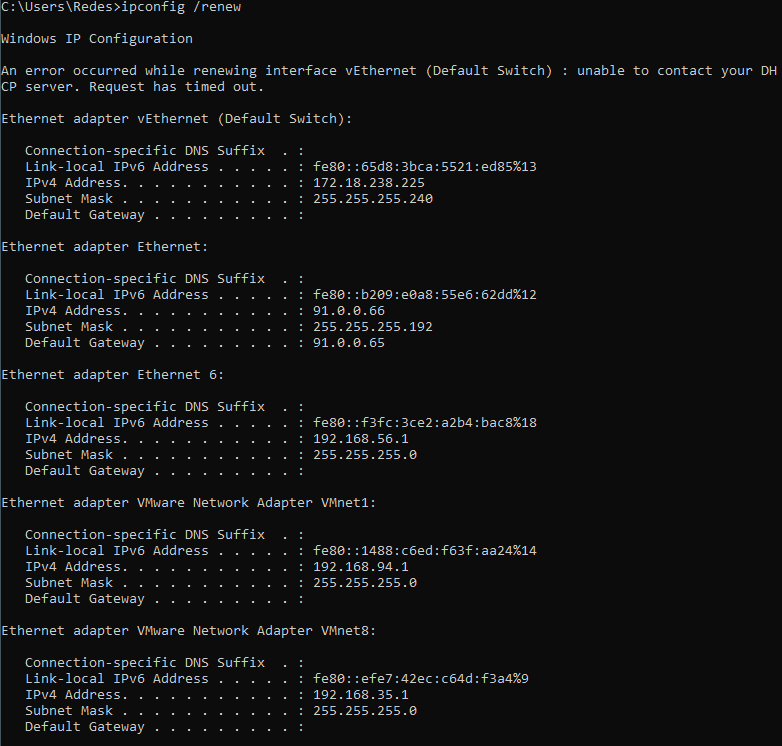 C:\Users\Redes>ipconfig /renew
Windows IP Configuration
An error occurred while renewing interface vEthernet (Default Switch) : unable to contact your DH
CP server. Request has timed out.
Ethernet adapter vEthernet (Default Switch):
   Connection-specific DNS Suffix  . :
   Link-local IPv6 Address . . . . . : fe80::65d8:3bca:5521:ed85%13
   IPv4 Address. . . . . . . . . . . : 172.18.238.225
   Subnet Mask . . . . . . . . . . . : 255.255.255.240
   Default Gateway . . . . . . . . . :
Ethernet adapter Ethernet:
   Connection-specific DNS Suffix  . :
   Link-local IPv6 Address . . . . . : fe80::b209:e0a8:55e6:62dd%12
   IPv4 Address. . . . . . . . . . . : 91.0.0.66
   Subnet Mask . . . . . . . . . . . : 255.255.255.192
   Default Gateway . . . . . . . . . : 91.0.0.65
Ethernet adapter Ethernet 6:
   Connection-specific DNS Suffix  . :
   Link-local IPv6 Address . . . . . : fe80::f3fc:3ce2:a2b4:bac8%18
   IPv4 Address. . . . . . . . . . . : 192.168.56.1
   Subnet Mask . . . . . . . . . . . : 255.255.255.0
   Default Gateway . . . . . . . . . :
Ethernet adapter VMware Network Adapter VMnet1:
   Connection-specific DNS Suffix  . :
   Link-local IPv6 Address . . . . . : fe80::1488:c6ed:f63f:aa24%14
   IPv4 Address. . . . . . . . . . . : 192.168.94.1
   Subnet Mask . . . . . . . . . . . : 255.255.255.0
   Default Gateway . . . . . . . . . :
Ethernet adapter VMware Network Adapter VMnet8:
   Connection-specific DNS Suffix  . :
   Link-local IPv6 Address . . . . . : fe80::efe7:42ec:c64d:f3a4%9
   IPv4 Address. . . . . . . . . . . : 192.168.35.1
   Subnet Mask . . . . . . . . . . . : 255.255.255.0
   Default Gateway . . . . . . . . . :